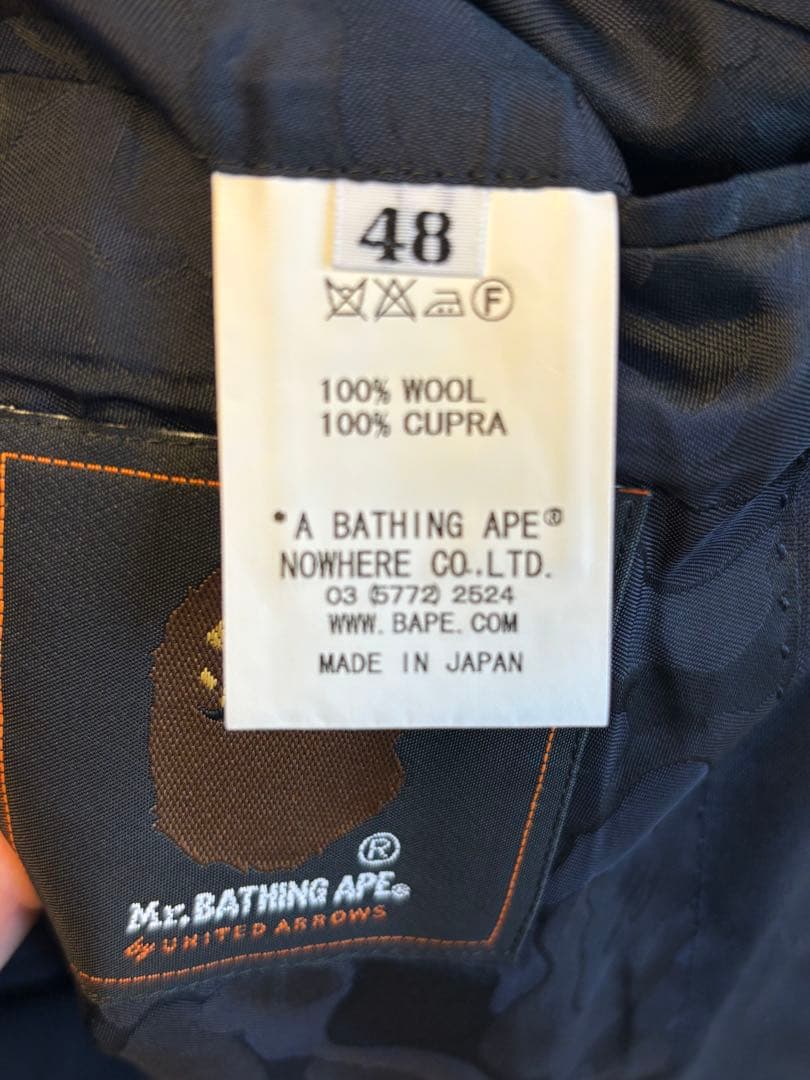 48
F
100% WOOL
100% CUPRA
*A BATHING APE®
NOWHERE CO.,LTD.
03 (5772) 2524
WWW. BAPE. COM
MADE IN JAPAN
®
Mr. BATHING APE®
by UNITED ARROWS